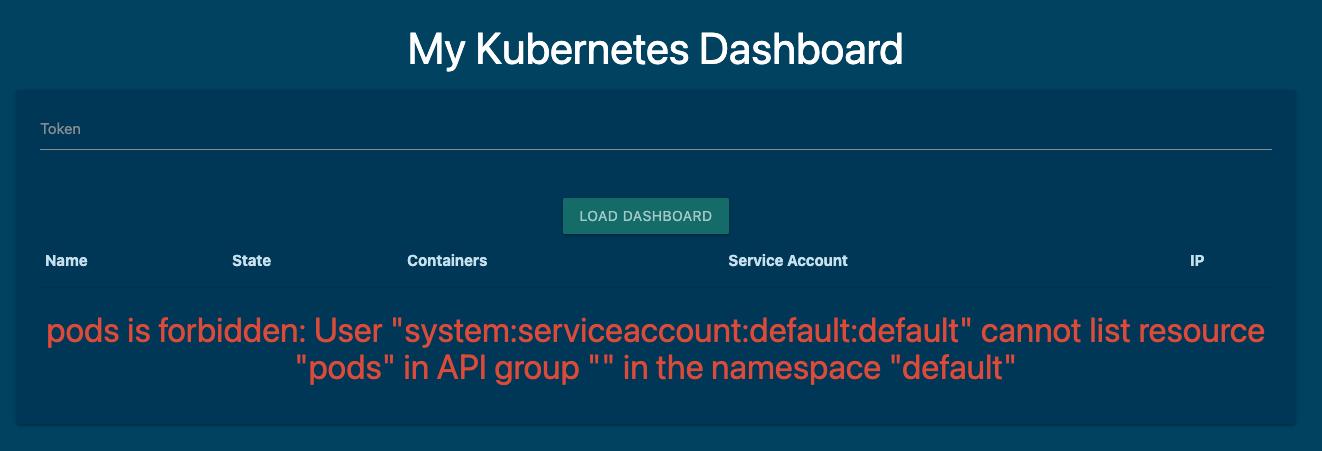 My Kubernetes Dashboard
Token
LOAD DASHBOARD
Name State Containers Service Account IP
pods is forbidden: User "system:serviceaccount:default:default" cannot list resource
"pods" in API group "" in the namespace "default"